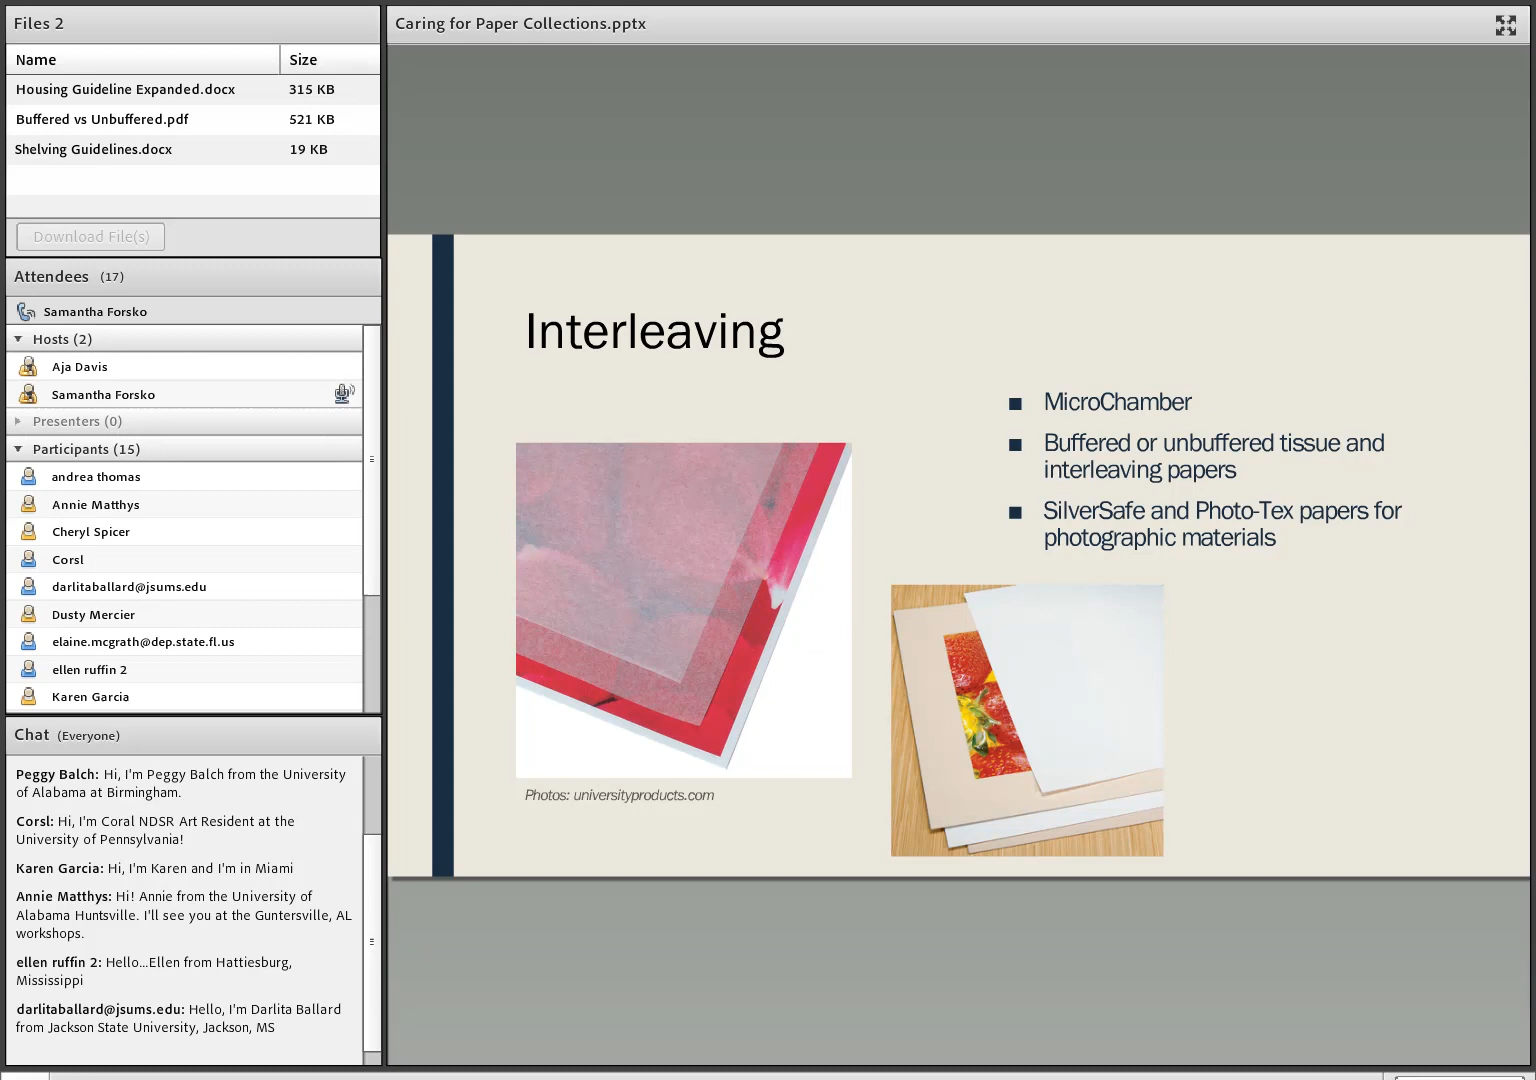 Files 2
Name Size
Housing Guideline Expanded.docx 315 KB
Buffered vs Unbuffered.pdf 521 KB
Shelving Guidelines.docx 19 KB
Download File(s)
Attendees (17)
Samantha Forsko
Hosts (2)
Aja Davis
Samantha Forsko
Presenters (0)
Participants (15)
andrea thomas
Annie Matthys
Cheryl Spicer
Corsl
darlitaballard@jsums.edu
Dusty Mercier
elaine.mcgrath@dep.state.fl.us
ellen ruffin 2
Karen Garcia
Chat (Everyone)
Peggy Balch: Hi, I'm Peggy Balch from the University
of Alabama at Birmingham.
Corsl: Hi, I'm Coral NDSR Art Resident at the
University of Pennsylvania!
Karen Garcia: Hi, I'm Karen and I'm in Miami
Annie Matthys: Hi! Annie from the University of
Alabama Huntsville. I'll see you at the Guntersville, AL
workshops.
ellen ruffin 2: Hello...Ellen from Hattiesburg,
Mississippi
darlitaballard@jsums.edu: Hello, I'm Darlita Ballard
from Jackson State University, Jackson, MS
Caring for Paper Collections.pptx
Interleaving
■ MicroChamber
■ Buffered or unbuffered tissue and
interleaving papers
■ SilverSafe and Photo-Tex papers for
photographic materials
Photos: universityproducts.com